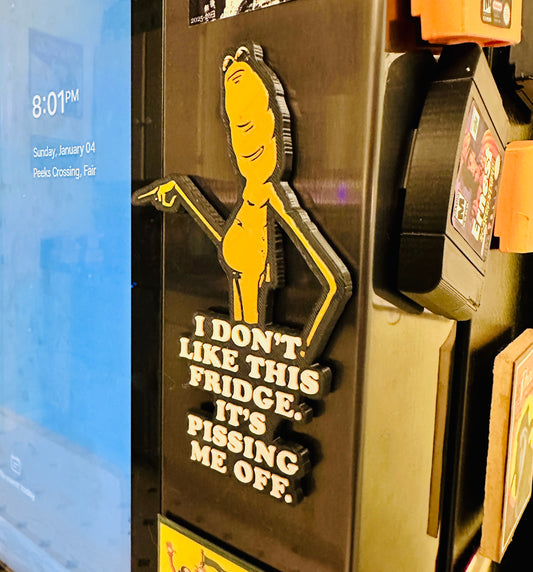 8:01PM
Sunday, January 04
Peeks Crossing, Fair
I DON'T
LIKE THIS
FRIDGE.
IT'S
PISSING
ME OFF.